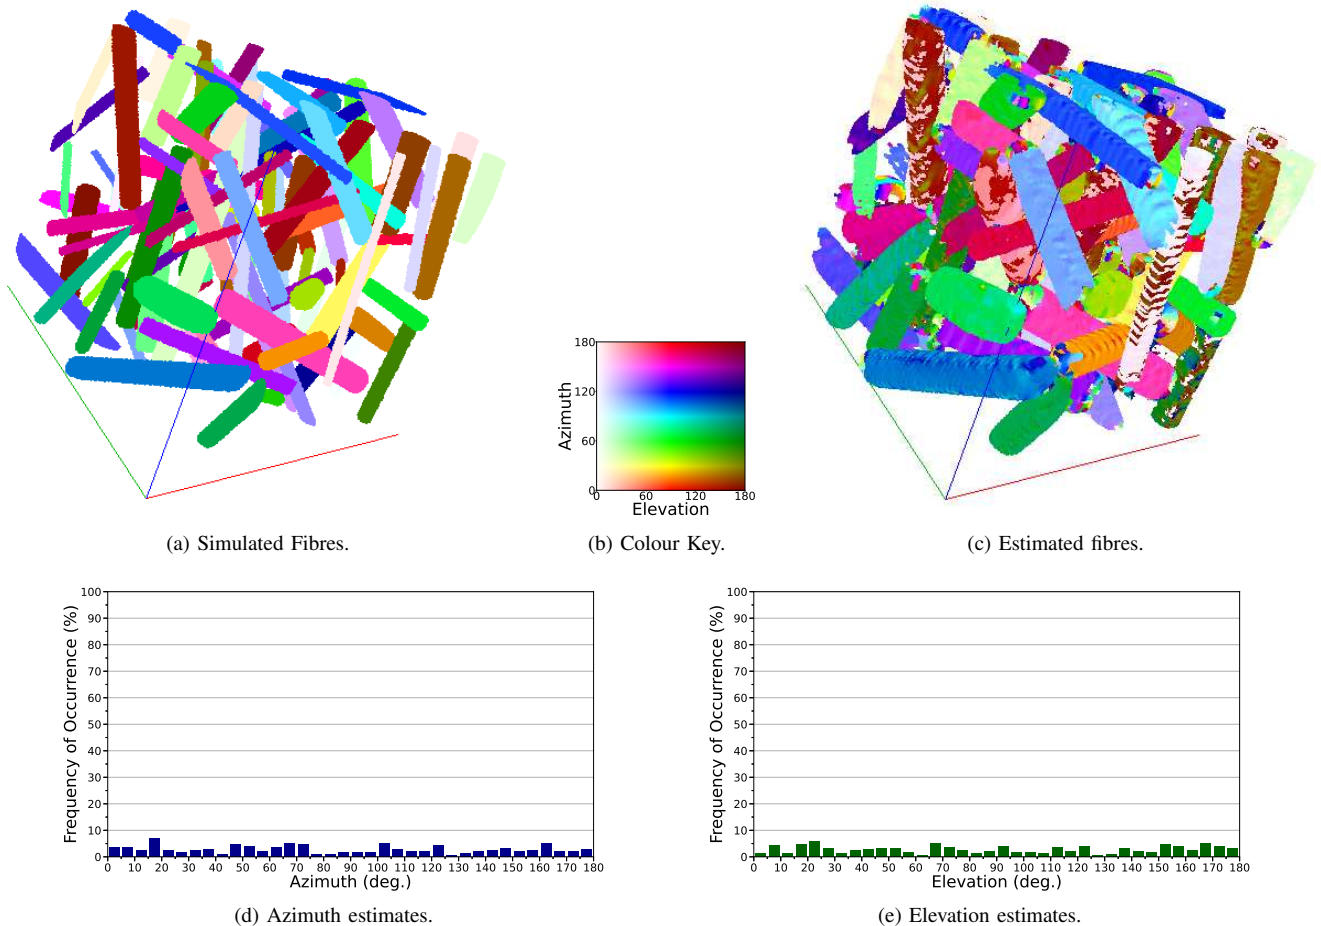 180
120
60
0
Azimuth
0 60 120 180
Elevation
(a) Simulated Fibres.
(b) Colour Key.
(c) Estimated fibres.
100
90
80
70
60
50
40
30
20
10
0
Frequency of Occurrence (%)
0 10 20 30 40 50 60 70 80 90 100 110 120 130 140 150 160 170 180
Azimuth (deg.)
(d) Azimuth estimates.
100
90
80
70
60
50
40
30
20
10
0
Frequency of Occurrence (%)
0 10 20 30 40 50 60 70 80 90 100 110 120 130 140 150 160 170 180
Elevation (deg.)
(e) Elevation estimates.